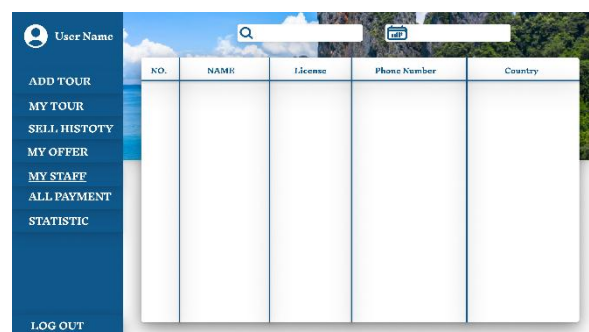 User Name
ADD TOUR
MY TOUR
SELL HISTOTY
MY OFFER
MY STAFF
ALL PAYMENT
STATISTIC
LOG OUT
NO. NAME License Phone Number Country